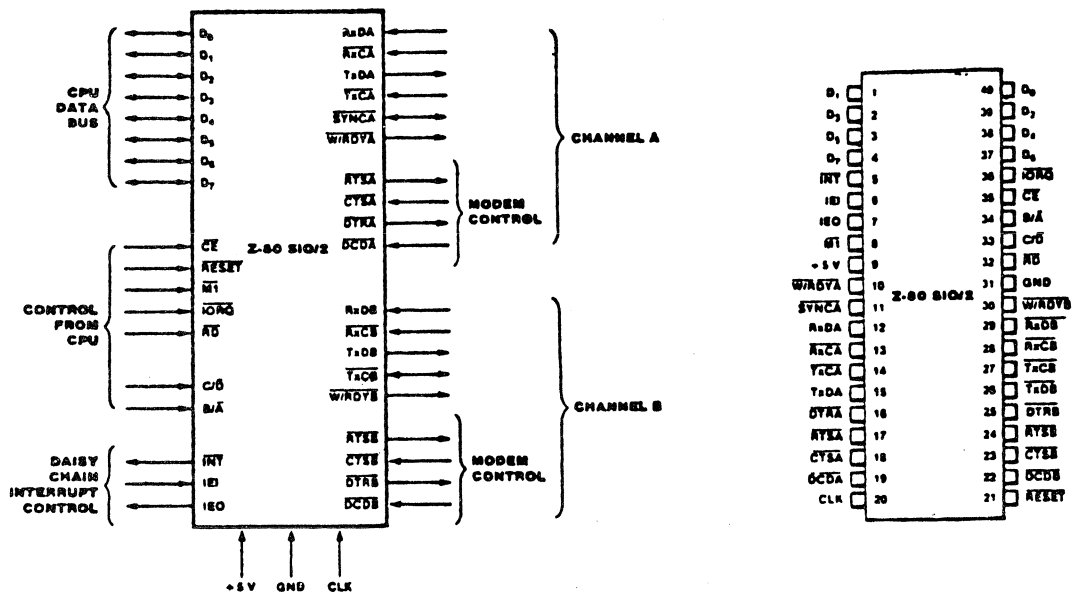 D0
D1
D2
D3
D4
D5
D6
D7
CPU
DATA
BUS
CE
RESET
M1
IORQ
RD
C/D
B/A
CONTROL
FROM
CPU
INT
IEI
IEO
DAISY
CHAIN
INTERRUPT
CONTROL
Z-80 SIO/2
RxDA
RxCA
TxDA
TxCA
SYNCA
W/RDYA
RTSA
CTSA
DTRA
DCDA
MODEM
CONTROL
CHANNEL A
RxDB
RxCB
TxDB
TxCB
W/RDYB
RTSB
CTSB
DTRB
DCDB
MODEM
CONTROL
CHANNEL B
+5 V GND CLK
D1 1 40 D0
D3 2 39 D2
D5 3 38 D4
D7 4 37 D6
INT 5 36 IORQ
IEI 6 35 CE
IEO 7 34 B/A
M1 8 33 C/D
+5 V 9 32 RD
W/RDYA 10 31 GND
Z-80 SIO/2
SYNCA 11 30 W/RDYB
RxDA 12 29 RxDB
RxCA 13 28 RxCB
TxCA 14 27 TxCB
TxDA 15 26 TxDB
DTRA 16 25 DTRB
RTSA 17 24 RTSB
CTSA 18 23 CTSB
DCDA 19 22 DCDB
CLK 20 21 RESET